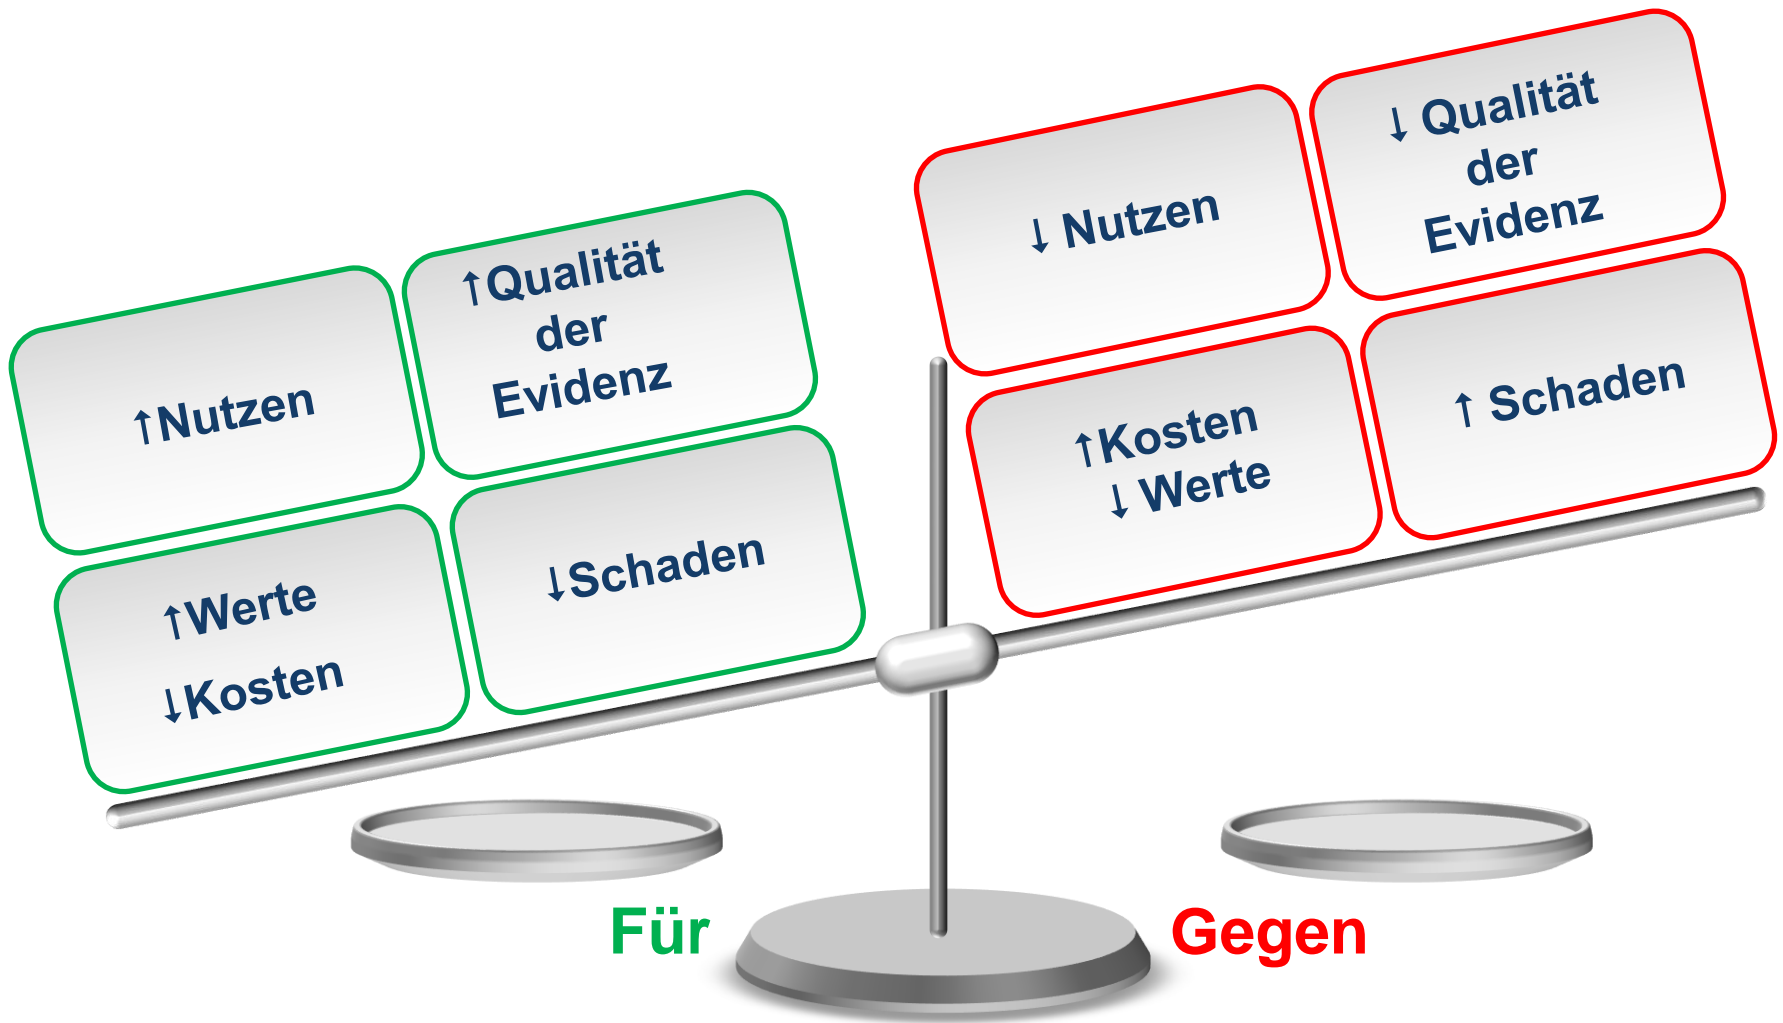 ↑Nutzen
↑Qualität
der
Evidenz
↑Werte
↓Kosten
↓Schaden
↓ Nutzen
↓ Qualität
der
Evidenz
↑Kosten
↓ Werte
↑ Schaden
Für
Gegen